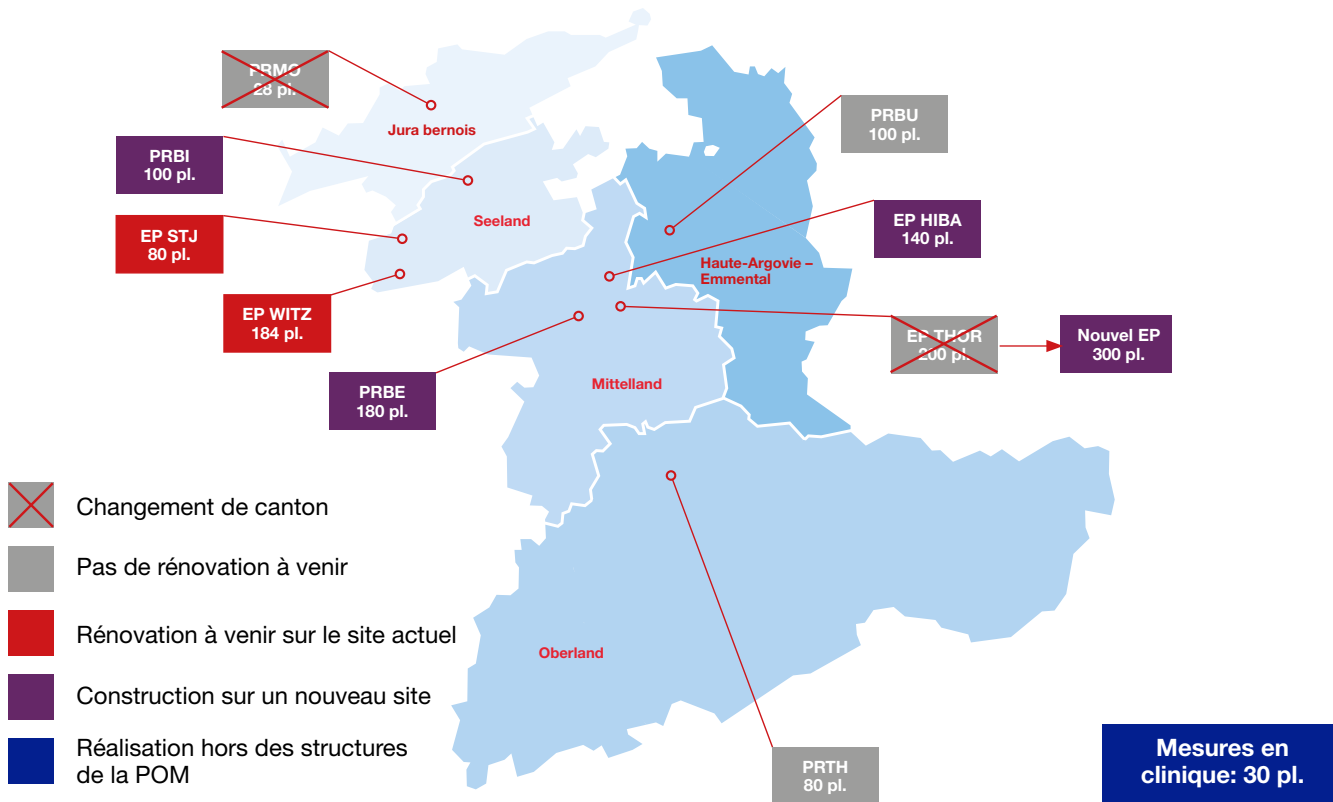 PRMO
28 pl.
Jura bernois
PRBU
100 pl.
PRBI
100 pl.
Seeland
EP STJ
80 pl.
EP HIBA
140 pl.
Haute-Argovie –
Emmental
EP WITZ
184 pl.
EP THOR
200 pl.
Nouvel EP
300 pl.
PRBE
180 pl.
Mittelland
Changement de canton
Pas de rénovation à venir
Rénovation à venir sur le site actuel
Oberland
Construction sur un nouveau site
Réalisation hors des structures
de la POM
PRTH
80 pl.
Mesures en
clinique: 30 pl.